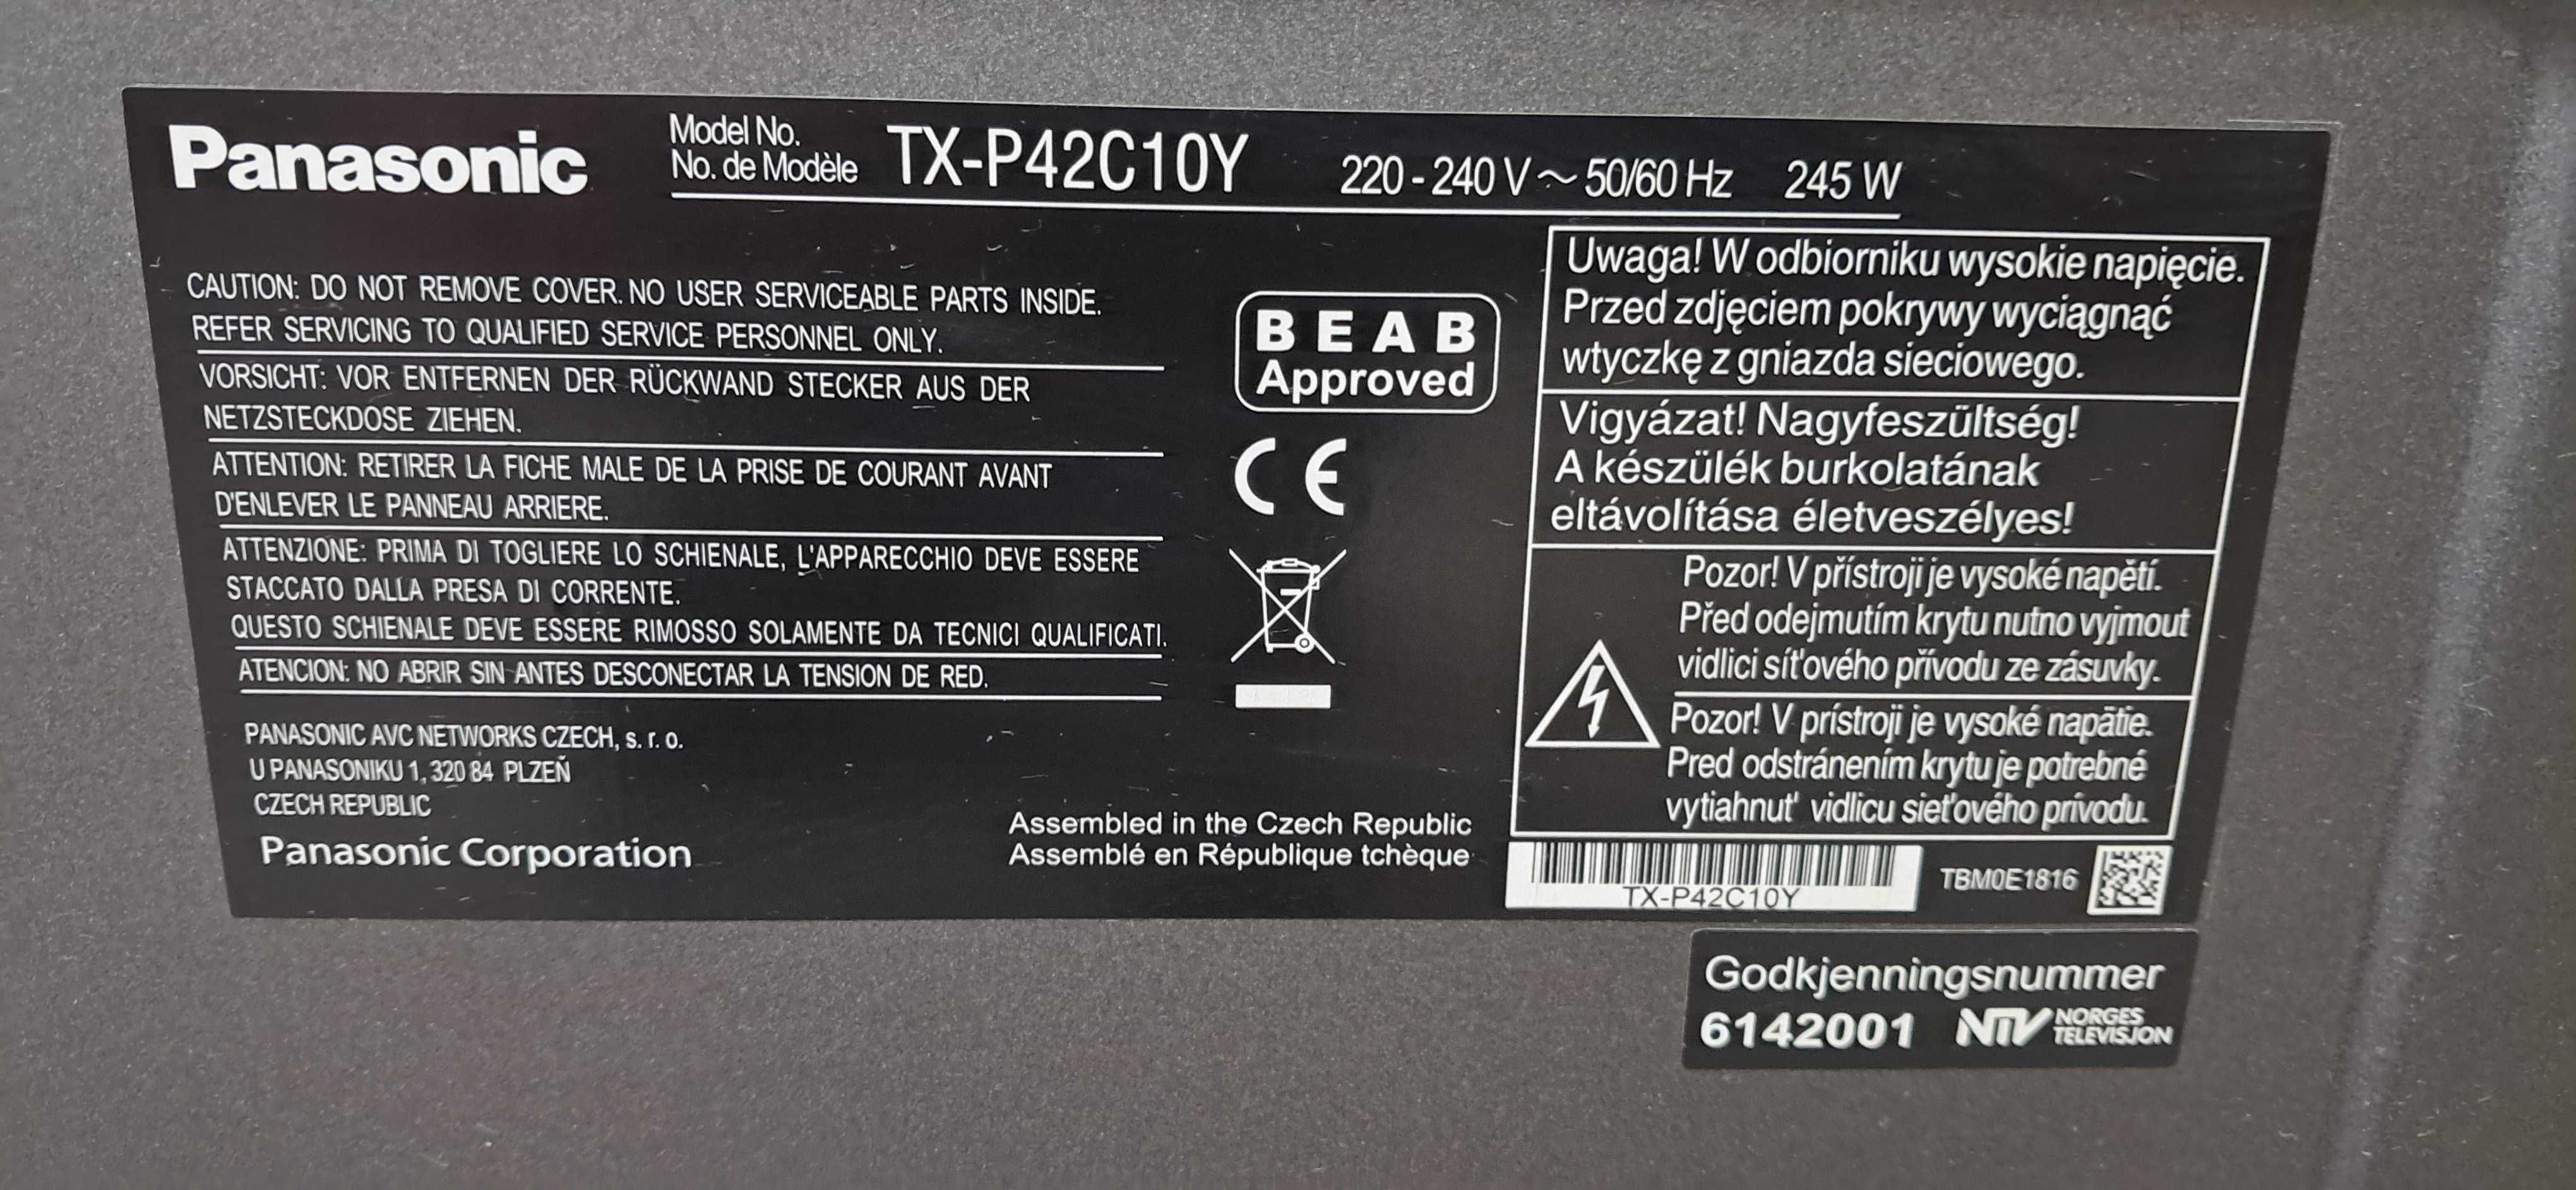 Panasonic
Model No.
No. de Modèle
TX-P42C10Y
220 - 240 V ~ 50/60 Hz 245 W
CAUTION: DO NOT REMOVE COVER. NO USER SERVICEABLE PARTS INSIDE.
REFER SERVICING TO QUALIFIED SERVICE PERSONNEL ONLY.
VORSICHT: VOR ENTFERNEN DER RÜCKWAND STECKER AUS DER
NETZSTECKDOSE ZIEHEN.
ATTENTION: RETIRER LA FICHE MALE DE LA PRISE DE COURANT AVANT
D'ENLEVER LE PANNEAU ARRIERE.
ATTENZIONE: PRIMA DI TOGLIERE LO SCHIENALE, L'APPARECCHIO DEVE ESSERE
STACCATO DALLA PRESA DI CORRENTE.
QUESTO SCHIENALE DEVE ESSERE RIMOSSO SOLAMENTE DA TECNICI QUALIFICATI.
ATENCION: NO ABRIR SIN ANTES DESCONECTAR LA TENSION DE RED.
PANASONIC AVC NETWORKS CZECH, s. r. o.
U PANASONIKU 1, 320 84 PLZEŇ
CZECH REPUBLIC
Panasonic Corporation
BEAB
Approved
CE
Assembled in the Czech Republic
Assemblé en République tchèque
Uwaga! W odbiorniku wysokie napięcie.
Przed zdjęciem pokrywy wyciągnąć
wtyczkę z gniazda sieciowego.
Vigyázat! Nagyfeszültség!
A készülék burkolatának
eltávolítása életveszélyes!
Pozor! V přístroji je vysoké napětí.
Před odejmutím krytu nutno vyjmout
vidlici síťového přívodu ze zásuvky.
Pozor! V prístroji je vysoké napätie.
Pred odstránením krytu je potrebné
vytiahnuť vidlicu sieťového prívodu.
TX-P42C10Y
TBM0E1816
Godkjenningsnummer
6142001 NTV NORGES
TELEVISJON